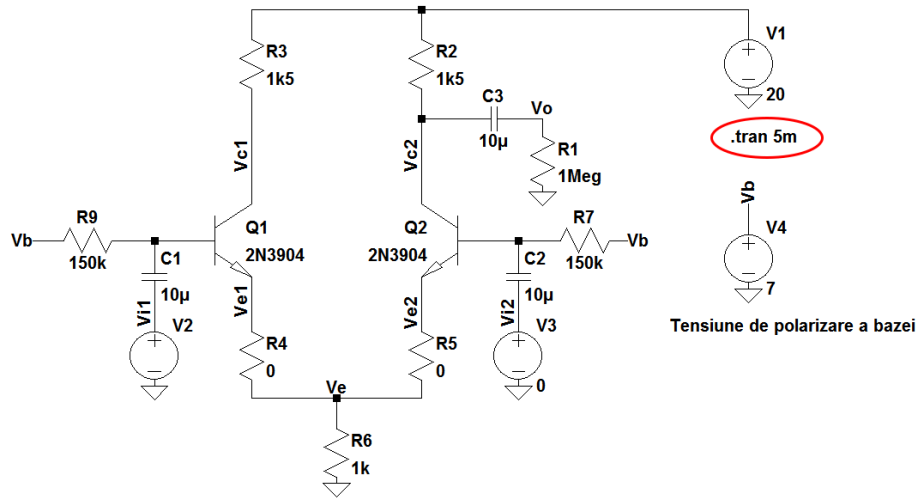 R3
1k5
R2
1k5
V1
20
C3
10µ
Vo
R1
1Meg
.tran 5m
Vc1
Vc2
Vb
R9
150k
Q1
2N3904
Q2
2N3904
R7
150k
Vb
Vb
V4
7
C1
10µ
Vi1
V2
Ve1
Ve2
C2
10µ
Vi2
V3
0
R4
0
R5
0
Tensiune de polarizare a bazei
Ve
R6
1k